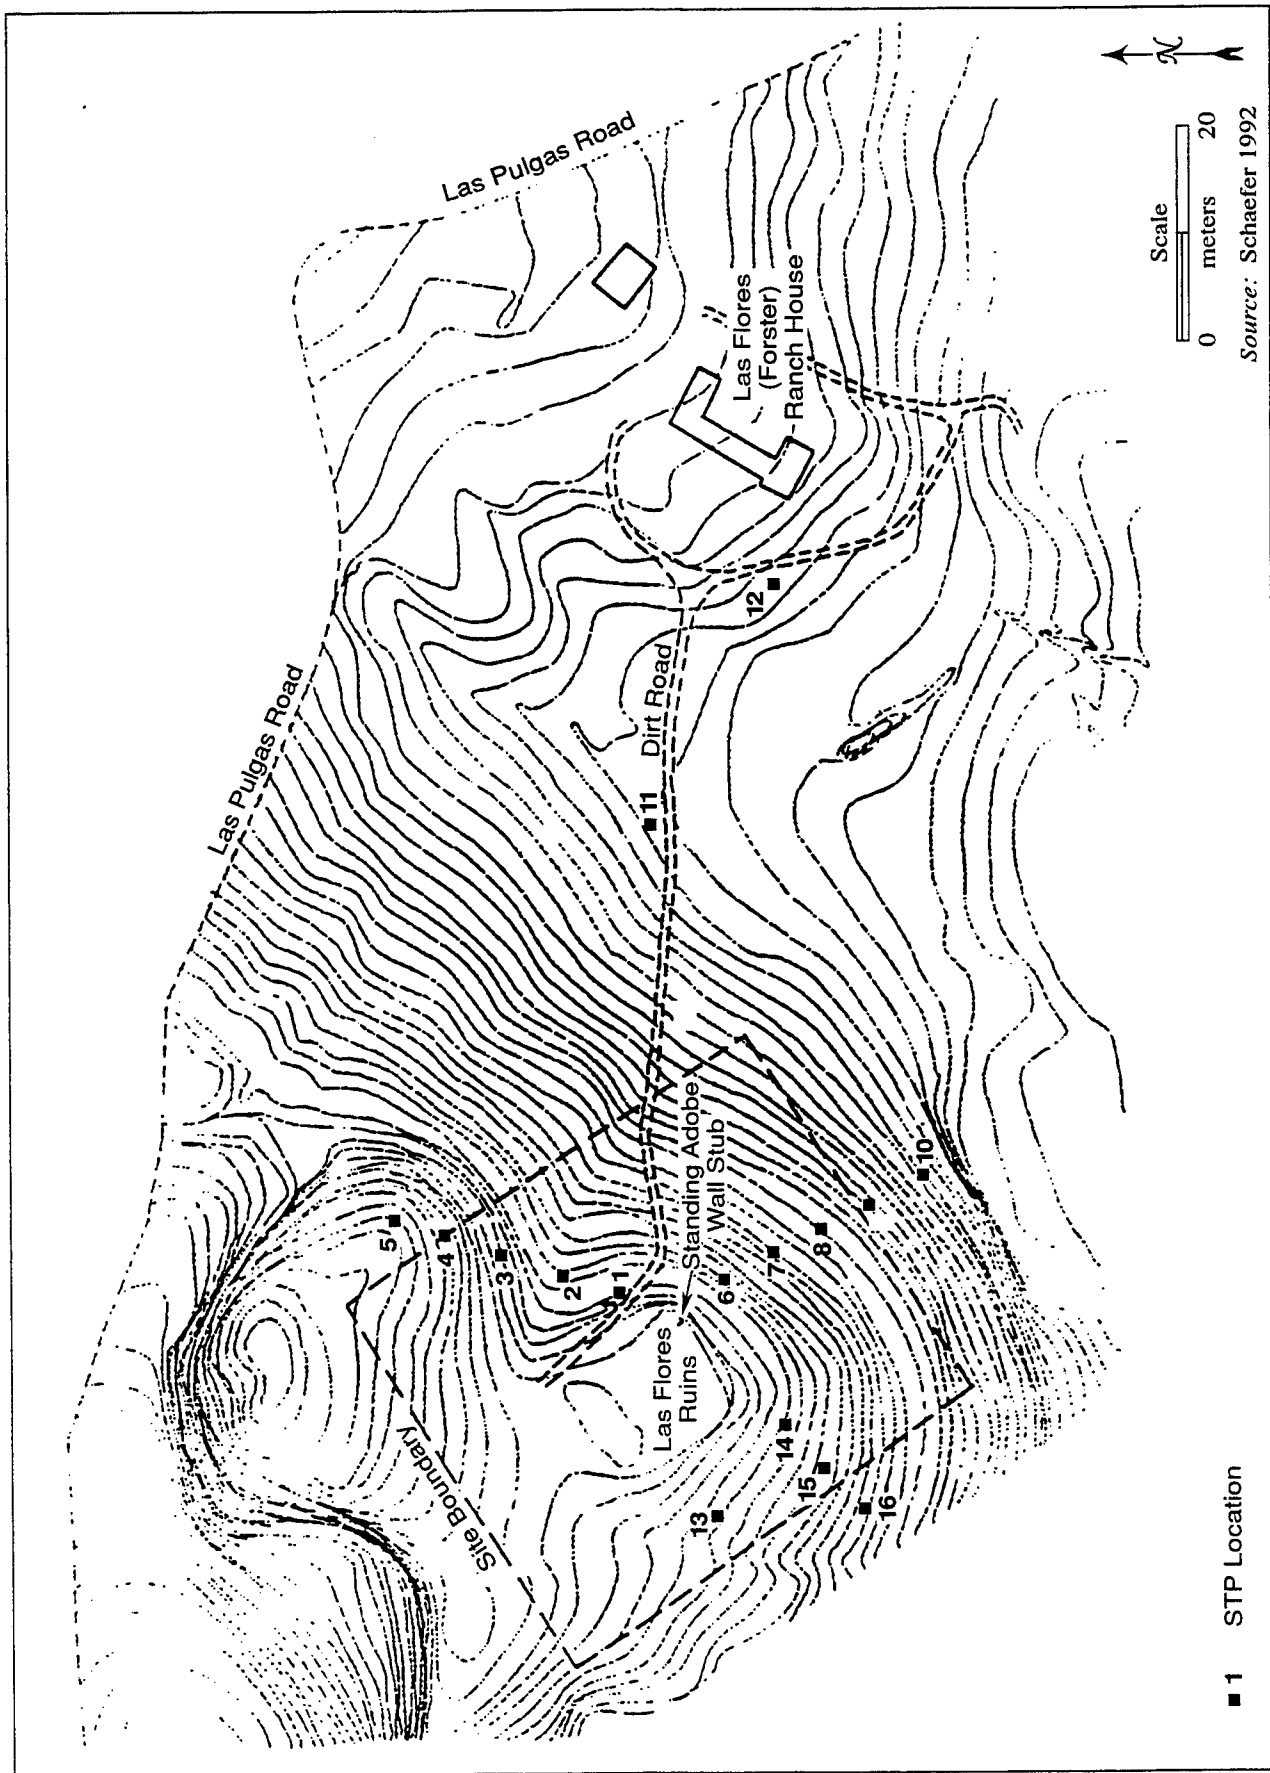 Las Pulgas Road
Las Pulgas Road
Site Boundary
5
4
3
2
1
Dirt Road
11
12
Las Flores
(Forster)
Ranch House
Las Flores
Ruins
Standing Adobe
Wall Stub
6
7
8
10
13
14
15
16
■ 1 STP Location
N
Scale
0 meters 20
Source: Schaefer 1992